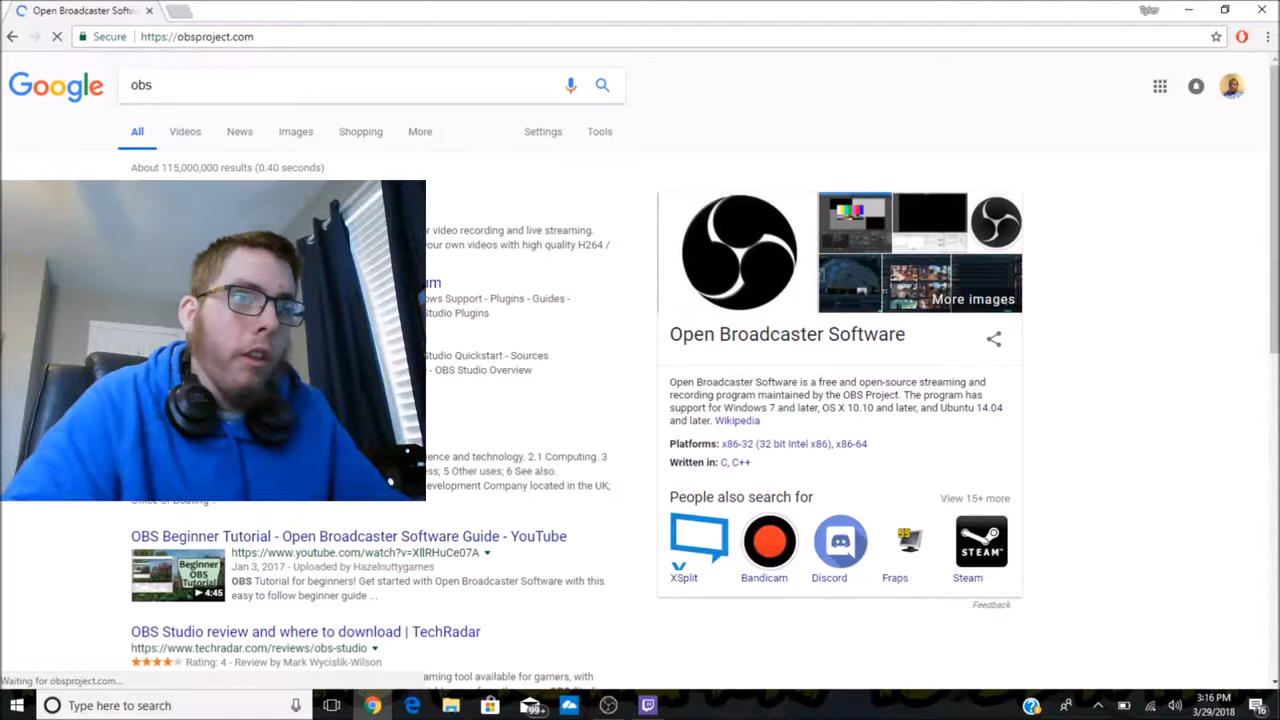 Open Broadcaster Softw
Tyler
Secure
https://obsproject.com
Google
obs
All
Videos
News
Images
Shopping
More
Settings
Tools
About 115,000,000 results (0.40 seconds)
r video recording and live streaming.
your own videos with high quality H264 /
um
ows Support - Plugins - Guides -
Studio Plugins
Studio Quickstart - Sources
- OBS Studio Overview
ience and technology. 2.1 Computing. 3
ess; 5 Other uses; 6 See also.
evelopment Company located in the UK;
OBS Beginner Tutorial - Open Broadcaster Software Guide - YouTube
https://www.youtube.com/watch?v=XllRHuCe07A
Jan 3, 2017 - Uploaded by Hazelnuttygames
OBS Tutorial for beginners! Get started with Open Broadcaster Software with this
easy to follow beginner guide ...
Beginner
OBS
Tutorial
4:45
OBS Studio review and where to download | TechRadar
https://www.techradar.com/reviews/obs-studio
Rating: 4 - Review by Mark Wycislik-Wilson
aming tool available for gamers, with
Waiting for obsproject.com...
More images
Open Broadcaster Software
Open Broadcaster Software is a free and open-source streaming and
recording program maintained by the OBS Project. The program has
support for Windows 7 and later, OS X 10.10 and later, and Ubuntu 14.04
and later. Wikipedia
Platforms: x86-32 (32 bit Intel x86), x86-64
Written in: C, C++
People also search for
View 15+ more
99
STEAM
XSplit
Bandicam
Discord
Fraps
Steam
Feedback
Type here to search
99+
3:16 PM
3/29/2018
16